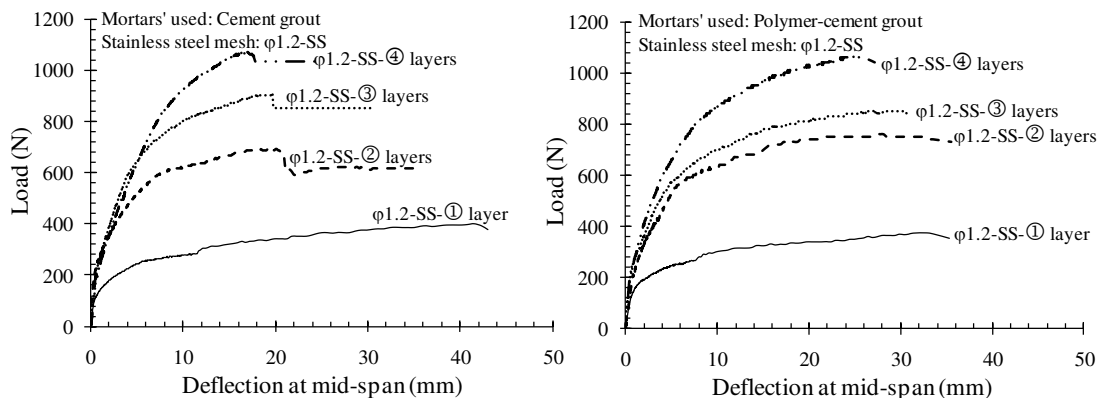 Mortars' used: Cement grout
Stainless steel mesh: φ1.2-SS
φ1.2-SS-④ layers
φ1.2-SS-③ layers
φ1.2-SS-② layers
φ1.2-SS-① layer
Load (N)
1200
1000
800
600
400
200
0
0 10 20 30 40 50
Deflection at mid-span (mm)
Mortars' used: Polymer-cement grout
Stainless steel mesh: φ1.2-SS
φ1.2-SS-④ layers
φ1.2-SS-③ layers
φ1.2-SS-② layers
φ1.2-SS-① layer
Load (N)
1200
1000
800
600
400
200
0
0 10 20 30 40 50
Deflection at mid-span (mm)